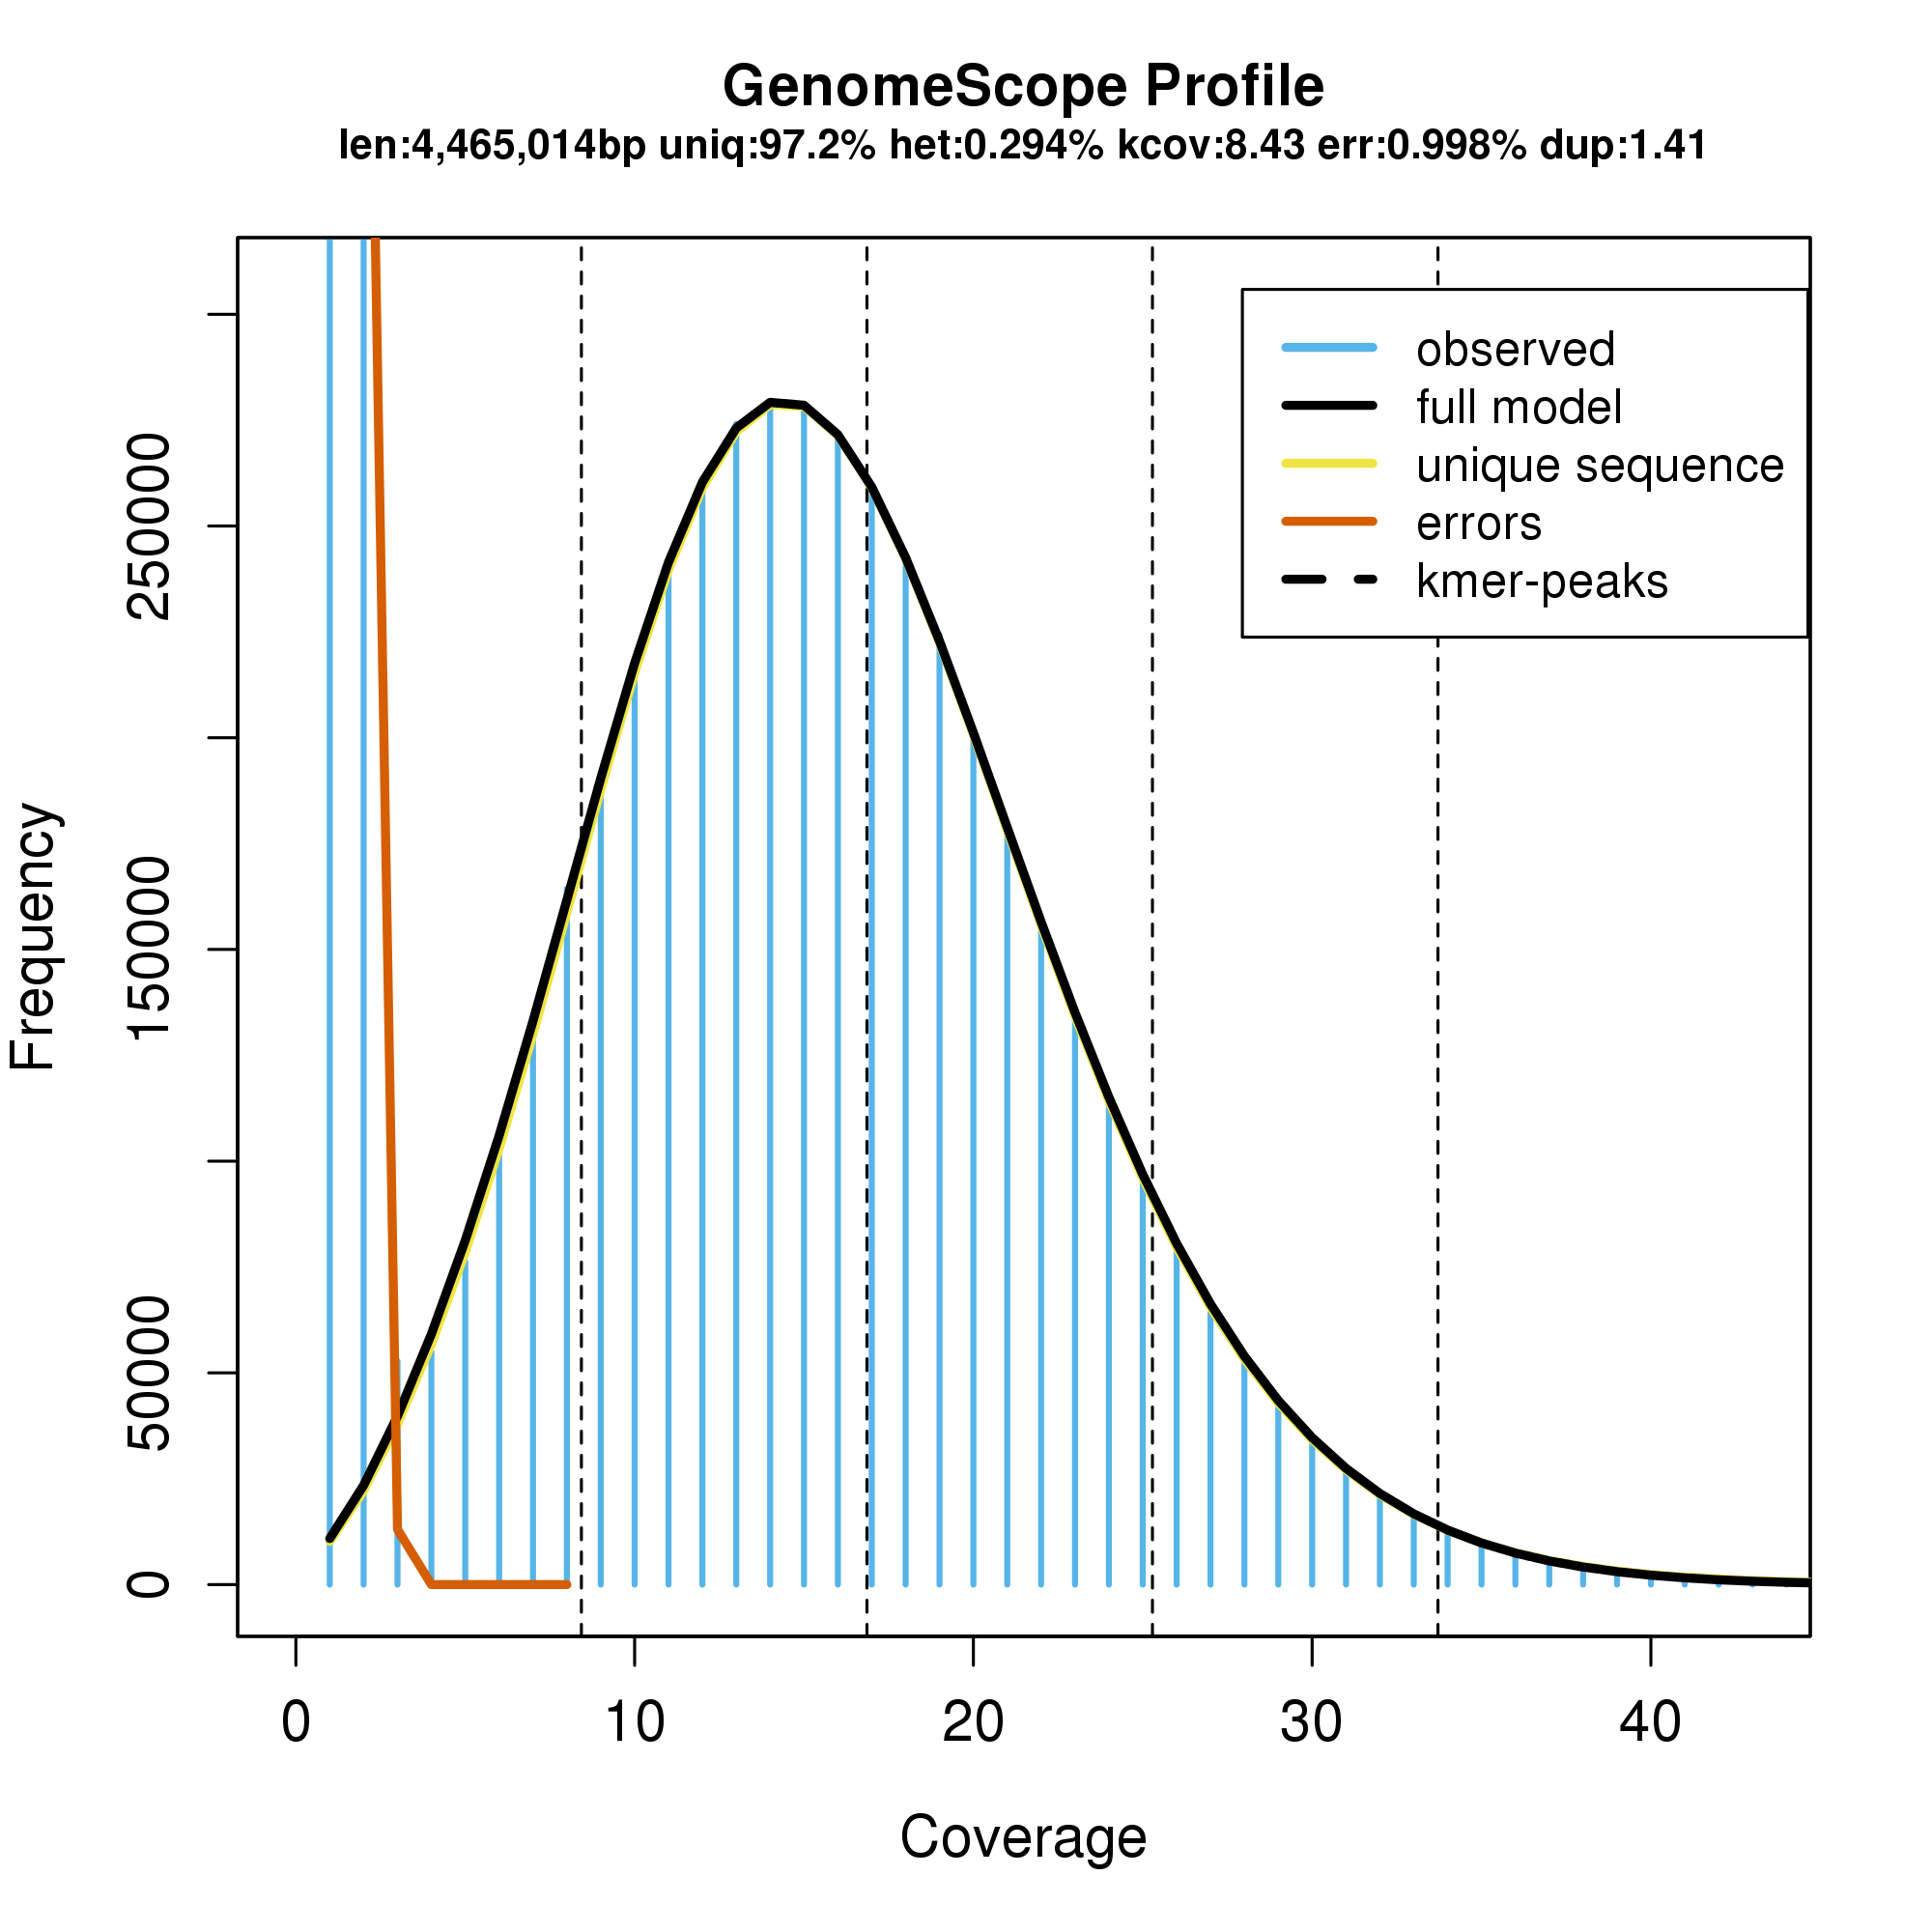 GenomeScope Profile
len:4,465,014bp uniq:97.2% het:0.294% kcov:8.43 err:0.998% dup:1.41
observed
full model
unique sequence
errors
kmer-peaks
Frequency
250000
150000
50000
0
0 10 20 30 40
Coverage